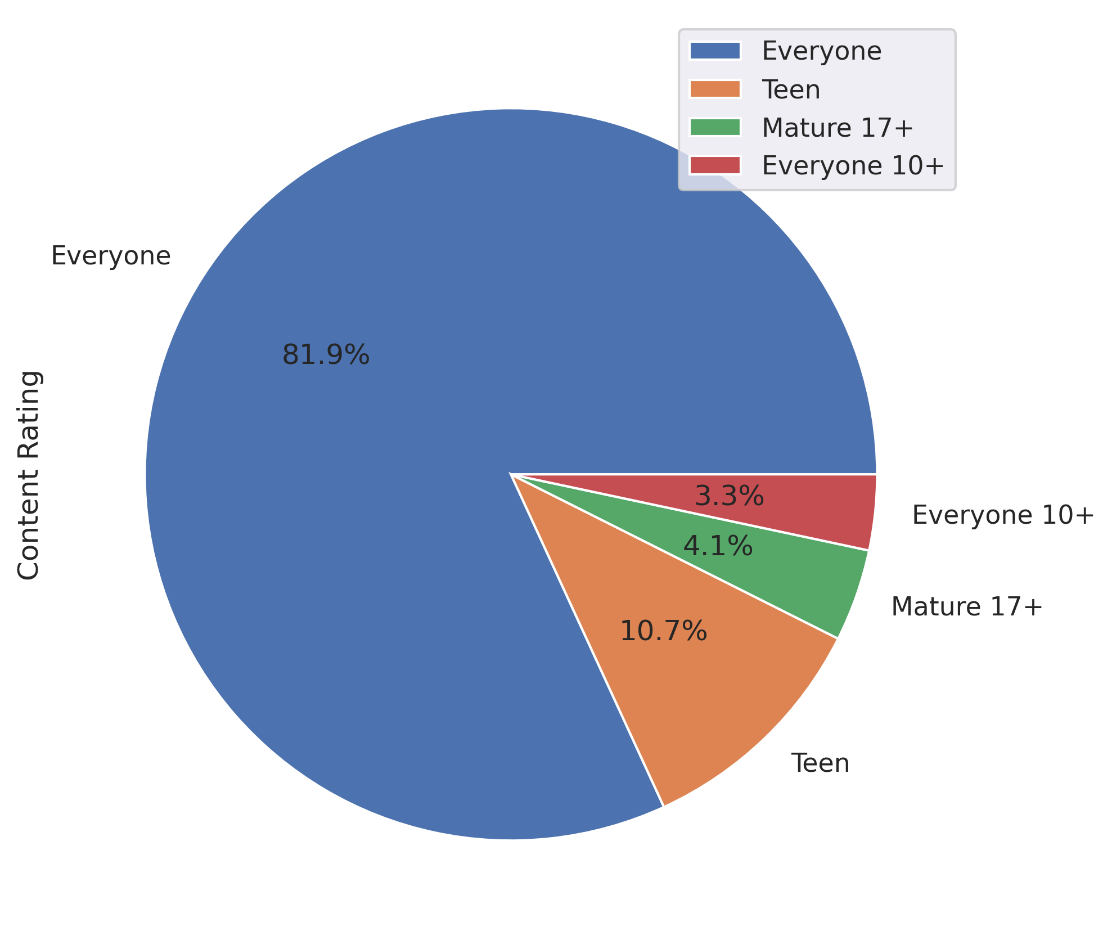 Everyone
Teen
Mature 17+
Everyone 10+
Everyone
81.9%
Content Rating
3.3%
Everyone 10+
4.1%
Mature 17+
10.7%
Teen